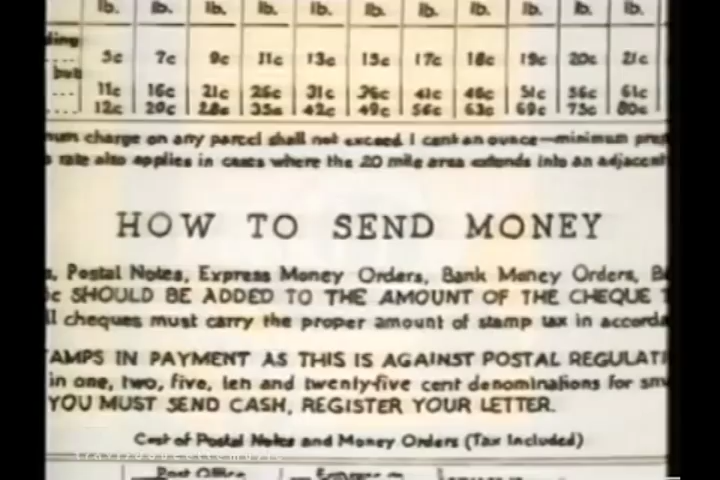 lb. lb. lb. lb. lb. lb. lb. lb. lb. lb.
ding
5c 7c 9c 11c 13c 15c 17c 18c 19c 20c 21c
but
11c 16c 21c 26c 31c 36c 41c 46c 51c 56c 61c
12c 20c 28c 35c 42c 49c 56c 63c 69c 75c 80c
charge on any parcel shall not exceed 1 cent an ounce—minimum
rate also applies in cases where the 20 mile area extends into an adjacent
HOW TO SEND MONEY
Postal Notes, Express Money Orders, Bank Money Orders,
SHOULD BE ADDED TO THE AMOUNT OF THE CHEQUE
cheques must carry the proper amount of stamp tax in
AMPS IN PAYMENT AS THIS IS AGAINST POSTAL REGULATI
in one, two, five, ten and twenty-five cent denominations for
YOU MUST SEND CASH, REGISTER YOUR LETTER.
Cost of Postal Notes and Money Orders (Tax Included)
Post Office